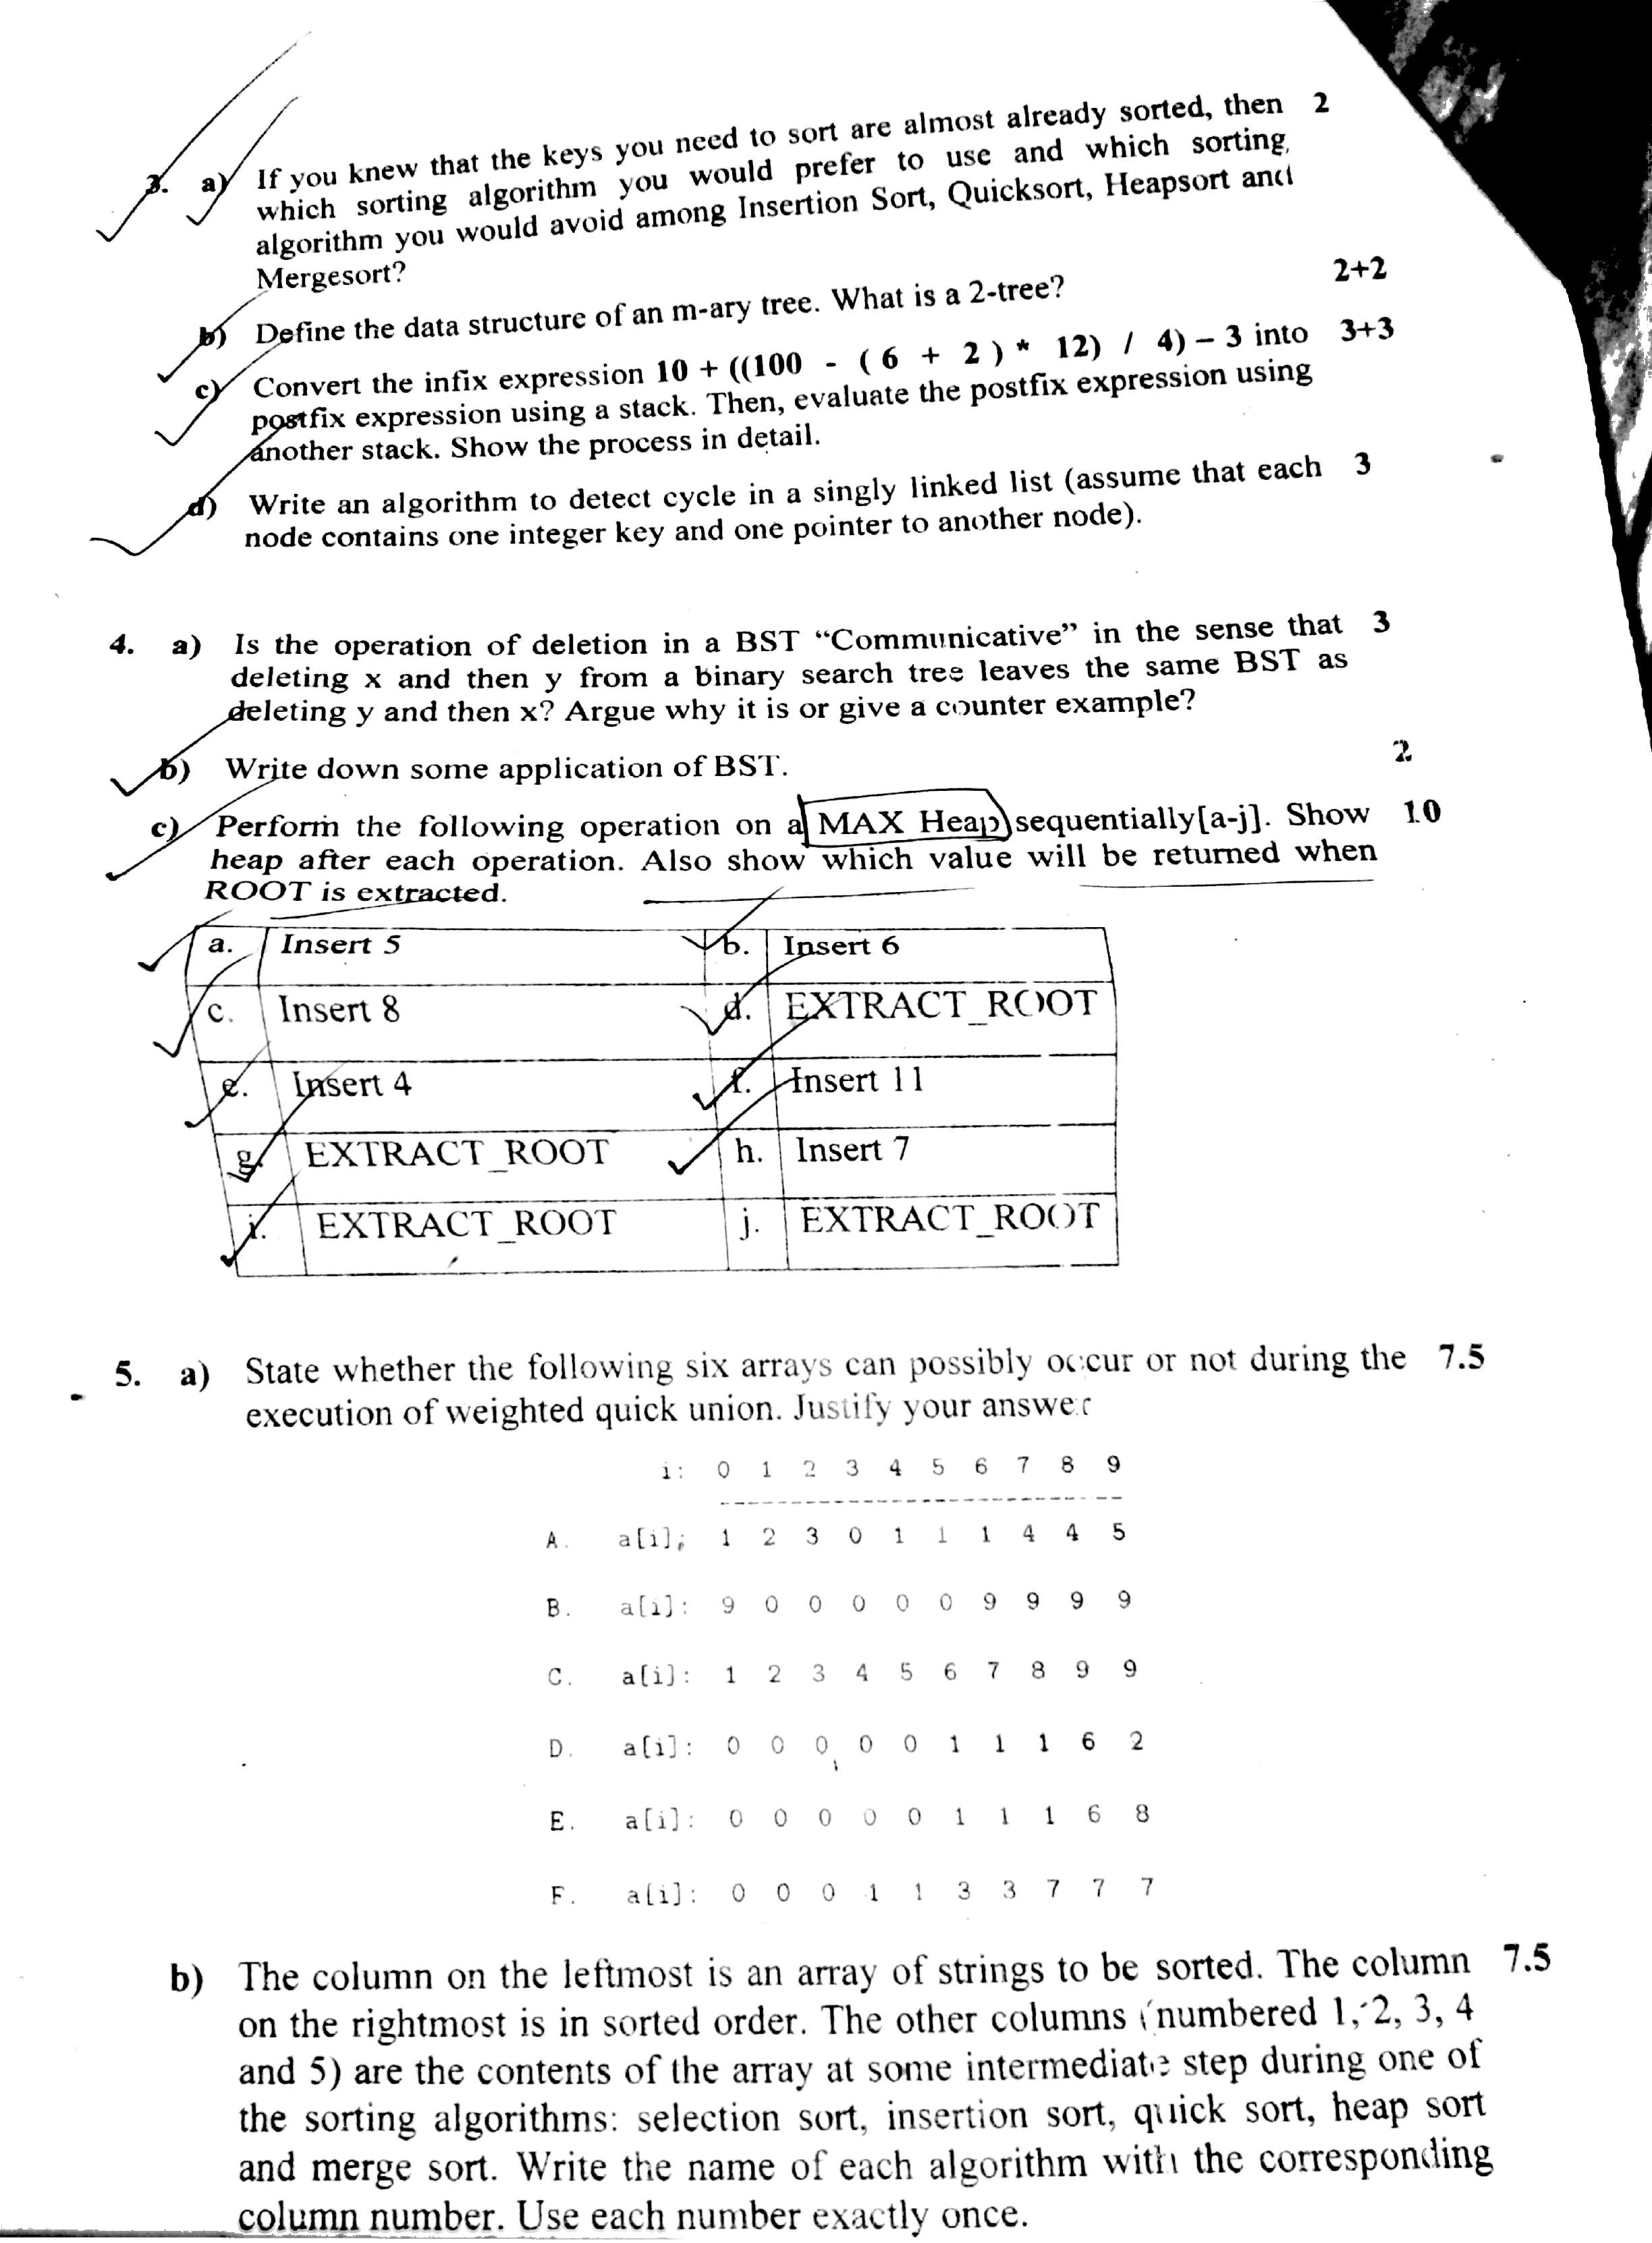 3. a) If you knew that the keys you need to sort are almost already sorted, then 2
which sorting algorithm you would prefer to use and which sorting
algorithm you would avoid among Insertion Sort, Quicksort, Heapsort and
Mergesort?
b) Define the data structure of an m-ary tree. What is a 2-tree? 2+2
c) Convert the infix expression 10 + ((100 - ( 6 + 2 ) * 12) / 4) – 3 into 3+3
postfix expression using a stack. Then, evaluate the postfix expression using
another stack. Show the process in detail.
d) Write an algorithm to detect cycle in a singly linked list (assume that each 3
node contains one integer key and one pointer to another node).
4. a) Is the operation of deletion in a BST “Communicative” in the sense that 3
deleting x and then y from a binary search tree leaves the same BST as
deleting y and then x? Argue why it is or give a counter example?
b) Write down some application of BST. 2
c) Perform the following operation on a MAX Heap sequentially[a-j]. Show 10
heap after each operation. Also show which value will be returned when
ROOT is extracted.
a. Insert 5 b. Insert 6
c. Insert 8 d. EXTRACT_ROOT
e. Insert 4 f. Insert 11
g. EXTRACT_ROOT h. Insert 7
i. EXTRACT_ROOT j. EXTRACT_ROOT
5. a) State whether the following six arrays can possibly occur or not during the 7.5
execution of weighted quick union. Justify your answer
i: 0 1 2 3 4 5 6 7 8 9
A. a[i]; 1 2 3 0 1 1 1 4 4 5
B. a[i]: 9 0 0 0 0 0 9 9 9 9
C. a[i]: 1 2 3 4 5 6 7 8 9 9
D. a[i]: 0 0 0 0 0 1 1 1 6 2
E. a[i]: 0 0 0 0 0 1 1 1 6 8
F. a[i]: 0 0 0 1 1 3 3 7 7 7
b) The column on the leftmost is an array of strings to be sorted. The column 7.5
on the rightmost is in sorted order. The other columns (numbered 1, 2, 3, 4
and 5) are the contents of the array at some intermediate step during one of
the sorting algorithms: selection sort, insertion sort, quick sort, heap sort
and merge sort. Write the name of each algorithm with the corresponding
column number. Use each number exactly once.